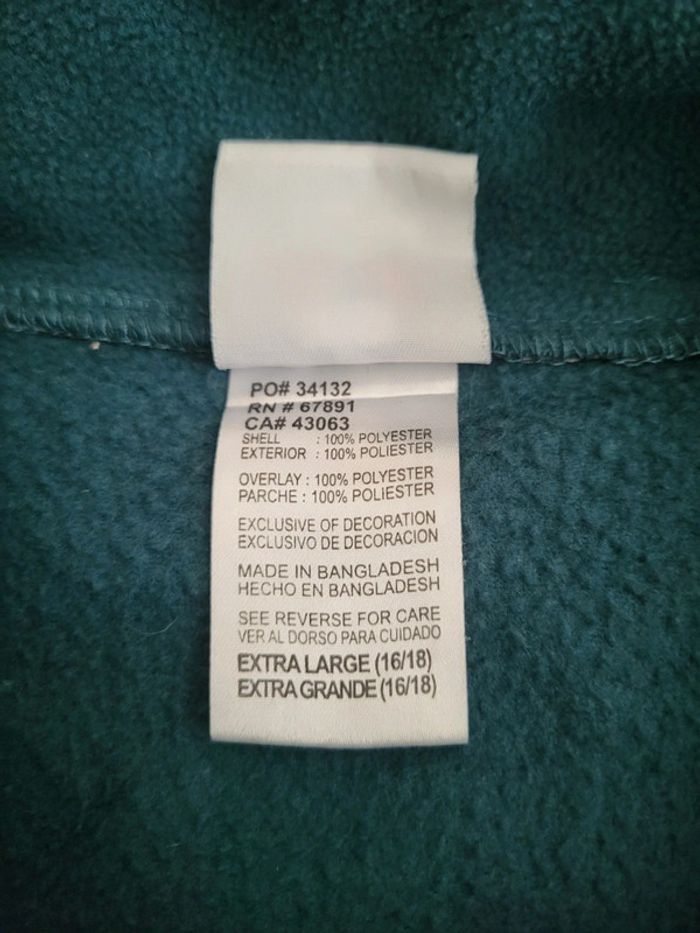 PO# 34132
RN # 67891
CA# 43063
SHELL : 100% POLYESTER
EXTERIOR : 100% POLIESTER
OVERLAY : 100% POLYESTER
PARCHE : 100% POLIESTER
EXCLUSIVE OF DECORATION
EXCLUSIVO DE DECORACION
MADE IN BANGLADESH
HECHO EN BANGLADESH
SEE REVERSE FOR CARE
VER AL DORSO PARA CUIDADO
EXTRA LARGE (16/18)
EXTRA GRANDE (16/18)